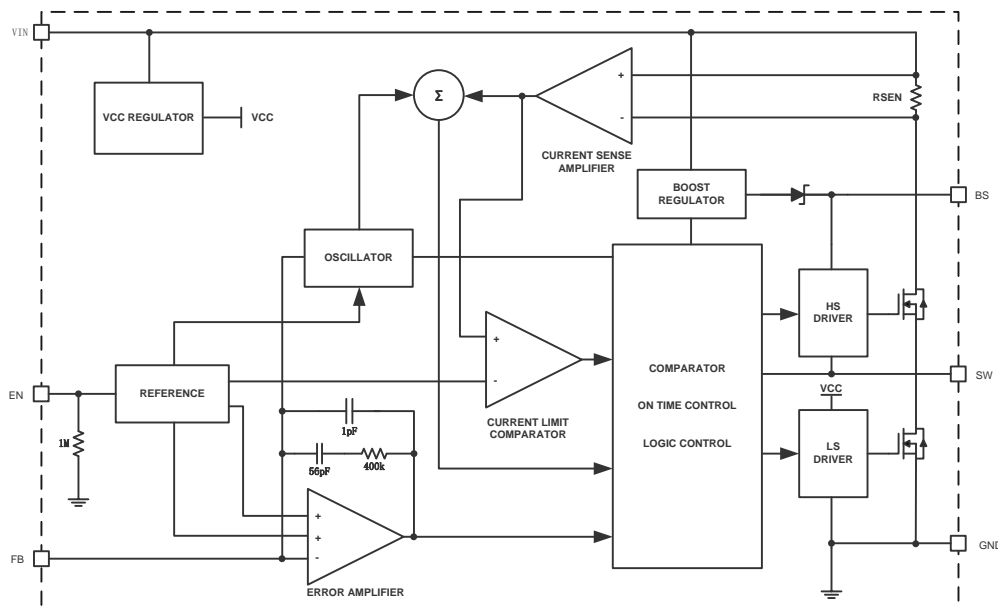 VIN
Σ
+
-
RSEN
VCC REGULATOR
VCC
CURRENT SENSE
AMPLIFIER
BOOST
REGULATOR
BS
OSCILLATOR
HS
DRIVER
+
-
CURRENT LIMIT
COMPARATOR
COMPARATOR
ON TIME CONTROL
LOGIC CONTROL
SW
EN
REFERENCE
VCC
1M
1pF
56pF
400k
LS
DRIVER
+
+
-
ERROR AMPLIFIER
FB
GND